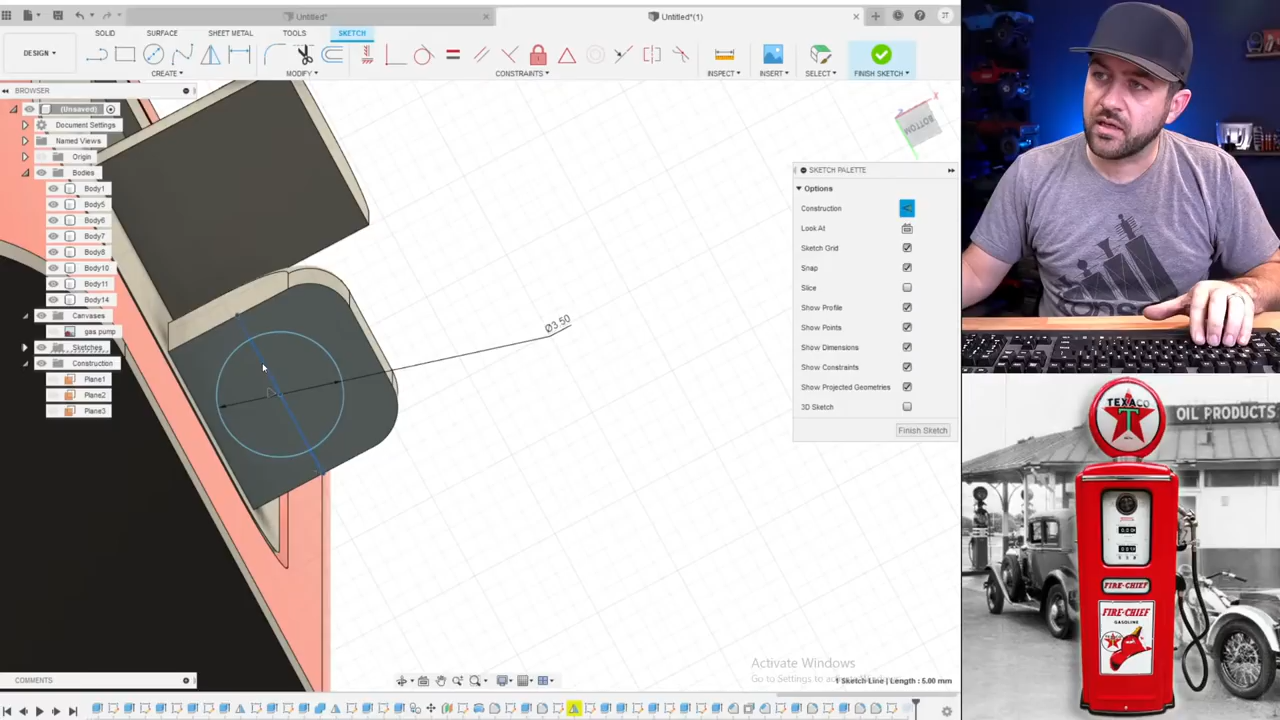 Untitled*
Untitled*(1)
JT
DESIGN
SOLID
SURFACE
SHEET METAL
TOOLS
SKETCH
CREATE
MODIFY
CONSTRAINTS
INSPECT
INSERT
SELECT
FINISH SKETCH
BROWSER
(Unsaved)
Document Settings
Named Views
Origin
Bodies
Body1
Body5
Body6
Body7
Body8
Body10
Body11
Body14
Canvases
gas pump
Sketches
Construction
Plane1
Plane2
Plane3
Ø3.50
BOTTOM
X
SKETCH PALETTE
Options
Construction
Look At
Sketch Grid
Snap
Slice
Show Profile
Show Points
Show Dimensions
Show Constraints
Show Projected Geometries
3D Sketch
Finish Sketch
Activate Windows
Go to Settings to
1 Sketch Line | Length : 5.00 mm
COMMENTS
adidas
TEXACO
T
OIL PRODUCTS
FIRE-CHIEF
FIRE-CHIEF
GASOLINE